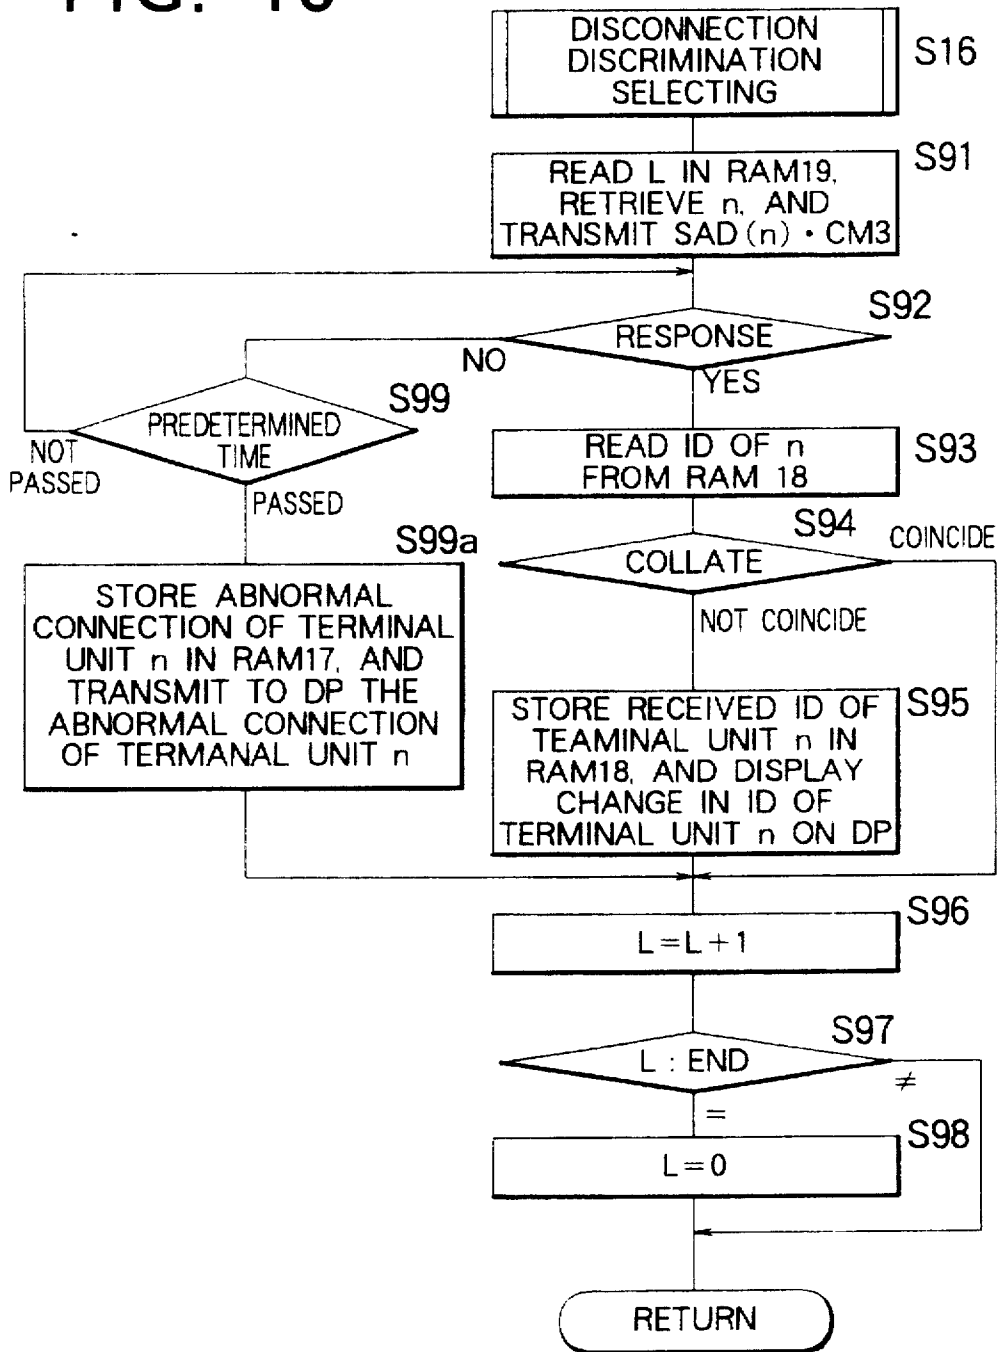 DISCONNECTION
DISCRIMINATION
SELECTING
S16
S91
READ L IN RAM19,
RETRIEVE n, AND
TRANSMIT SAD(n)・CM3
S92
RESPONSE
NO
YES
S99
PREDETERMINED
TIME
NOT
PASSED
PASSED
READ ID OF n
FROM RAM 18
S93
S94
COLLATE
COINCIDE
NOT COINCIDE
S99a
STORE ABNORMAL
CONNECTION OF TERMINAL
UNIT n IN RAM17, AND
TRANSMIT TO DP THE
ABNORMAL CONNECTION
OF TERMANAL UNIT n
STORE RECEIVED ID OF
TEAMINAL UNIT n IN
RAM18, AND DISPLAY
CHANGE IN ID OF
TERMINAL UNIT n ON DP
S95
S96
L=L+1
S97
L : END
≠
=
S98
L=0
RETURN